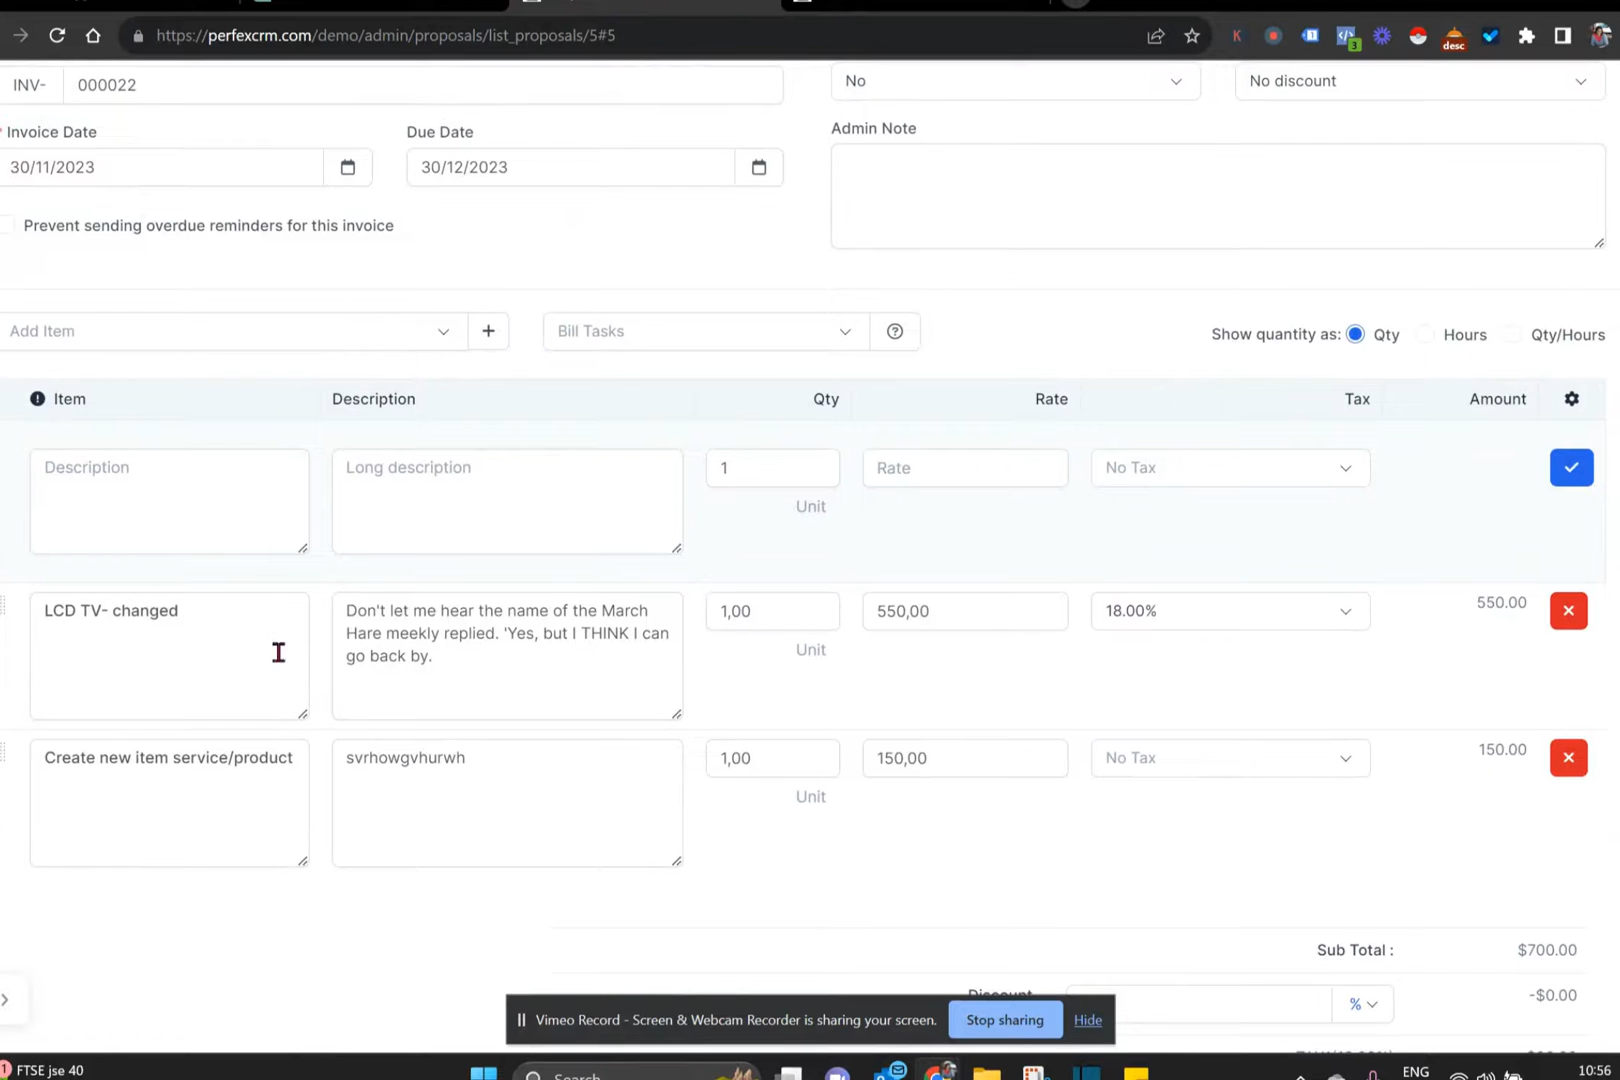 https://perfexcrm.com/demo/admin/proposals/list_proposals/5#5
K
3
desc
INV-
000022
No
No discount
* Invoice Date
Due Date
Admin Note
30/11/2023
30/12/2023
Prevent sending overdue reminders for this invoice
Add Item
+
Bill Tasks
Show quantity as:
Qty
Hours
Qty/Hours
Item
Description
Qty
Rate
Tax
Amount
Description
Long description
1
Rate
No Tax
Unit
LCD TV- changed
Don't let me hear the name of the March
Hare meekly replied. 'Yes, but I THINK I can
go back by.
1,00
550,00
18.00%
550.00
Unit
Create new item service/product
svrhowgvhurwh
1,00
150,00
No Tax
150.00
Unit
Sub Total :
$700.00
Discount
%
-$0.00
Vimeo Record - Screen & Webcam Recorder is sharing your screen.
Stop sharing
Hide
1
FTSE jse 40
Search
ENG
10:56